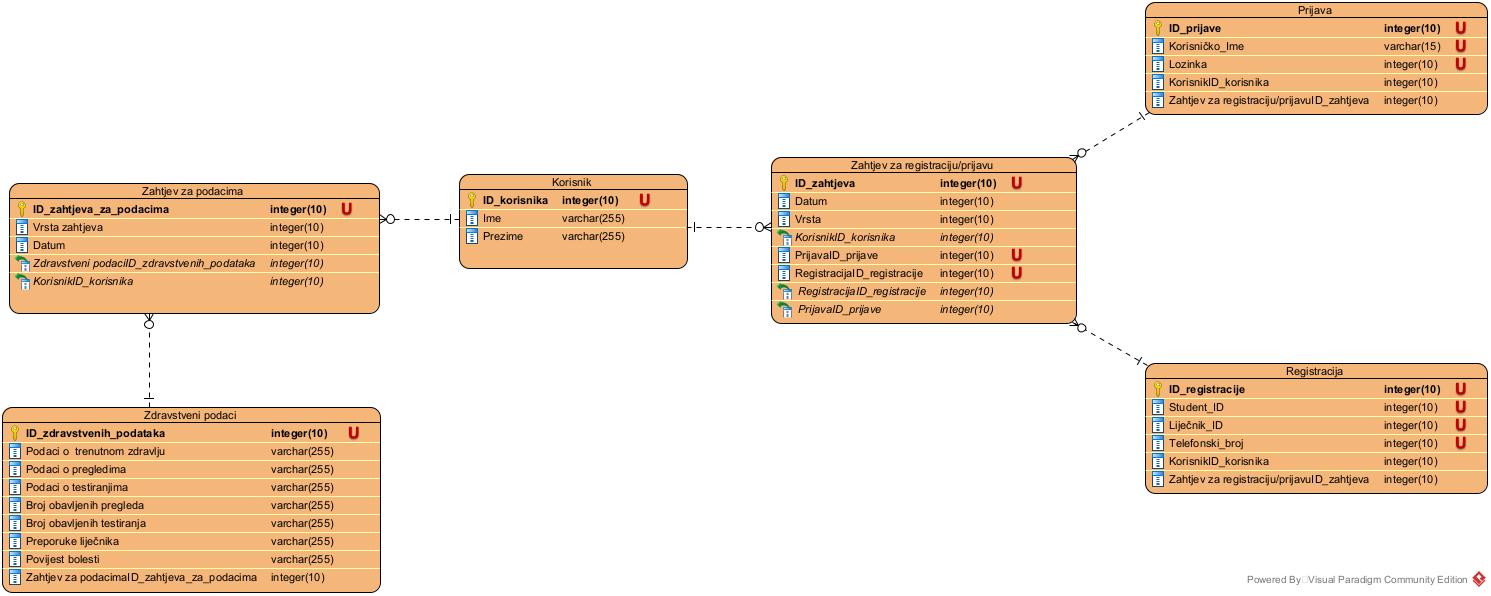 Prijava
ID_prijave integer(10) U
Korisničko_Ime varchar(15) U
Lozinka integer(10) U
KorisnikID_korisnika integer(10)
Zahtjev za registraciju/prijavuID_zahtjeva integer(10)
Zahtjev za registraciju/prijavu
ID_zahtjeva integer(10) U
Datum integer(10)
Vrsta integer(10)
KorisnikID_korisnika integer(10)
PrijavaID_prijave integer(10) U
RegistracijaID_registracije integer(10) U
RegistracijaID_registracije integer(10)
PrijavaID_prijave integer(10)
Korisnik
ID_korisnika integer(10) U
Ime varchar(255)
Prezime varchar(255)
Zahtjev za podacima
ID_zahtjeva_za_podacima integer(10) U
Vrsta zahtjeva integer(10)
Datum integer(10)
Zdravstveni podaciID_zdravstvenih_podataka integer(10)
KorisnikID_korisnika integer(10)
Registracija
ID_registracije integer(10) U
Student_ID integer(10) U
Liječnik_ID integer(10) U
Telefonski_broj integer(10) U
KorisnikID_korisnika integer(10)
Zahtjev za registraciju/prijavuID_zahtjeva integer(10)
Zdravstveni podaci
ID_zdravstvenih_podataka integer(10) U
Podaci o  trenutnom zdravlju varchar(255)
Podaci o pregledima varchar(255)
Podaci o testiranjima varchar(255)
Broj obavljenih pregleda varchar(255)
Broj obavljenih testiranja varchar(255)
Preporuke liječnika varchar(255)
Povijest bolesti varchar(255)
Zahtjev za podacimaID_zahtjeva_za_podacima integer(10)
Powered By Visual Paradigm Community Edition